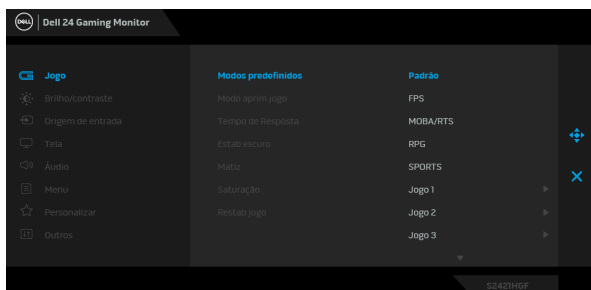 DELL
Dell 24 Gaming Monitor
Jogo
Modos predefinidos
Padrão
Brilho/contraste
Modo aprim jogo
FPS
Origem de entrada
Tempo de Resposta
MOBA/RTS
Tela
Estab escuro
RPG
Áudio
Matiz
SPORTS
Menu
Saturação
Jogo 1
Personalizar
Restab jogo
Jogo 2
Outros
Jogo 3
S2421HGF